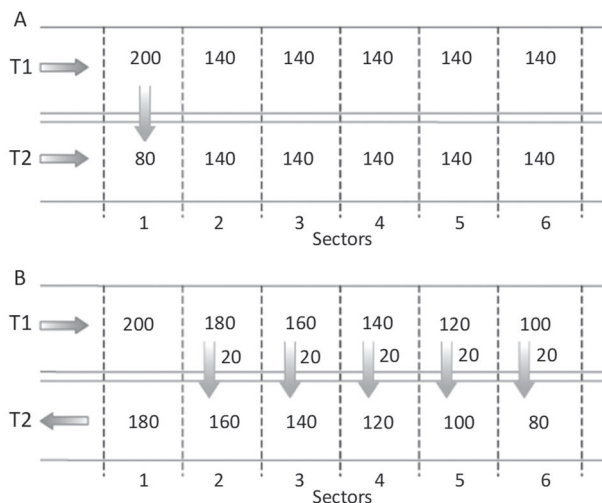 A
T1 200 140 140 140 140 140
T2 80 140 140 140 140 140
1 2 3 4 5 6
Sectors
B
T1 200 180 160 140 120 100
20 20 20 20 20
T2 180 160 140 120 100 80
1 2 3 4 5 6
Sectors